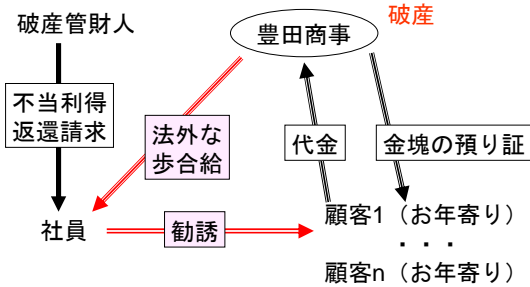 破産管財人
豊田商事
破産
不当利得
返還請求
法外な
歩合給
代金
金塊の預り証
社員
勧誘
顧客1（お年寄り）
・・・
顧客n（お年寄り）